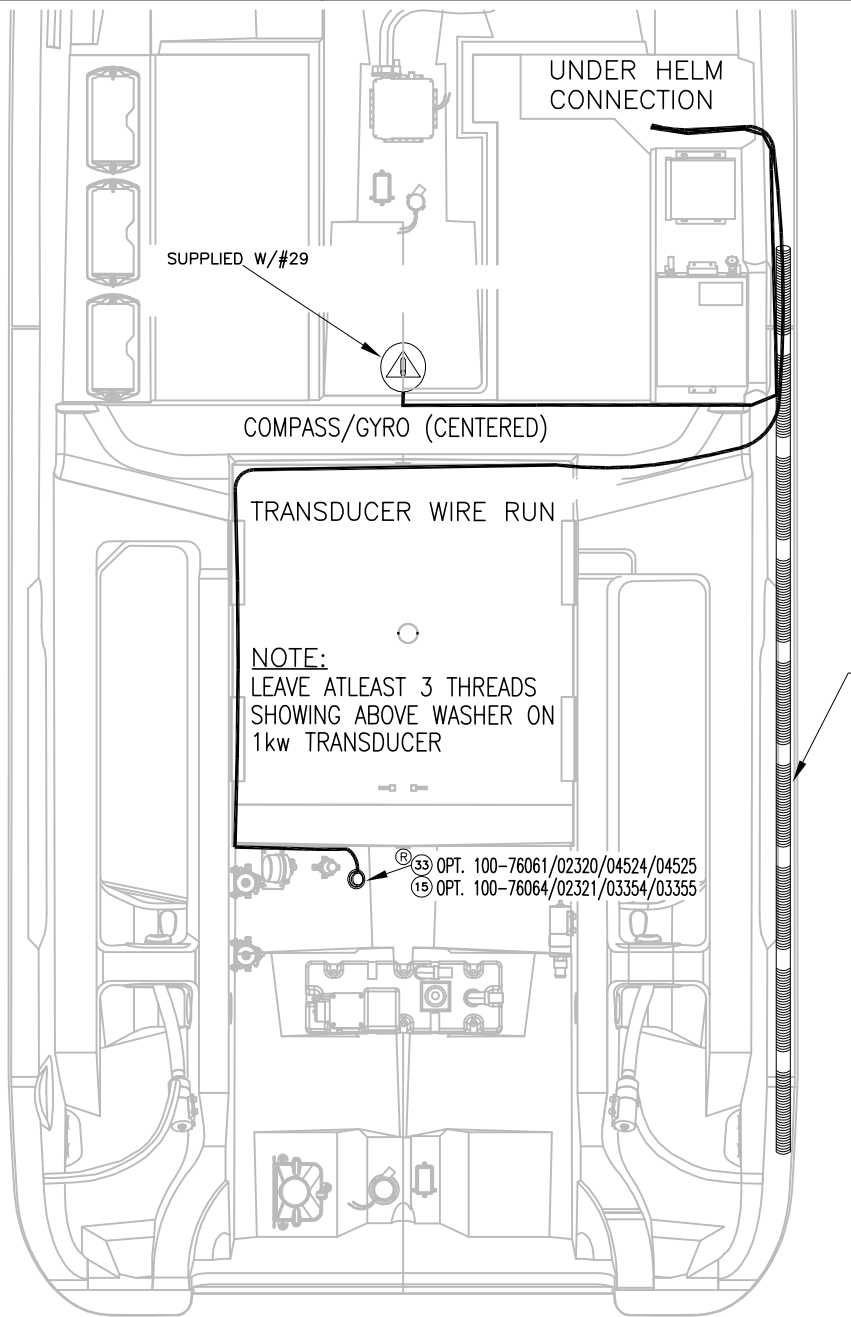 UNDER HELM
CONNECTION
SUPPLIED W/#29
COMPASS/GYRO (CENTERED)
TRANSDUCER WIRE RUN
NOTE:
LEAVE ATLEAST 3 THREADS
SHOWING ABOVE WASHER ON
1kw TRANSDUCER
R 33 OPT. 100-76061/02320/04524/04525
15 OPT. 100-76064/02321/03354/03355